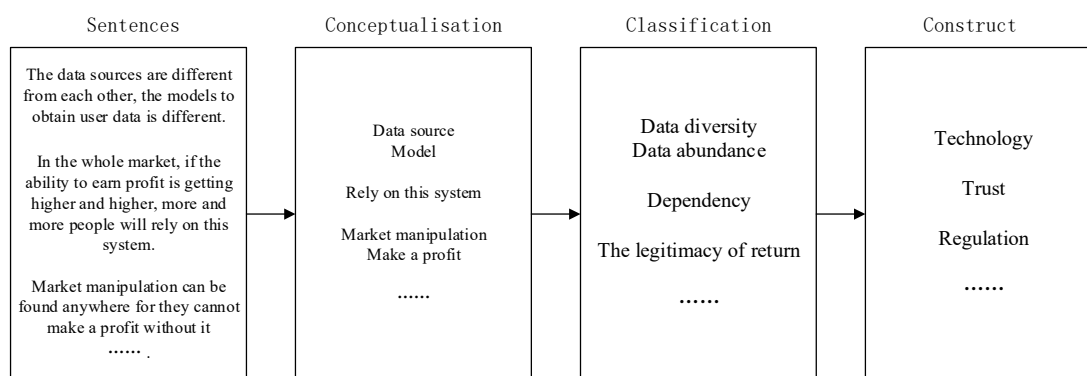 Sentences
The data sources are different
from each other, the models to
obtain user data is different.
In the whole market, if the
ability to earn profit is getting
higher and higher, more and
more people will rely on this
system.
Market manipulation can be
found anywhere for they cannot
make a profit without it
…… .
Conceptualisation
Data source
Model
Rely on this system
Market manipulation
Make a profit
……
Classification
Data diversity
Data abundance
Dependency
The legitimacy of return
……
Construct
Technology
Trust
Regulation
……